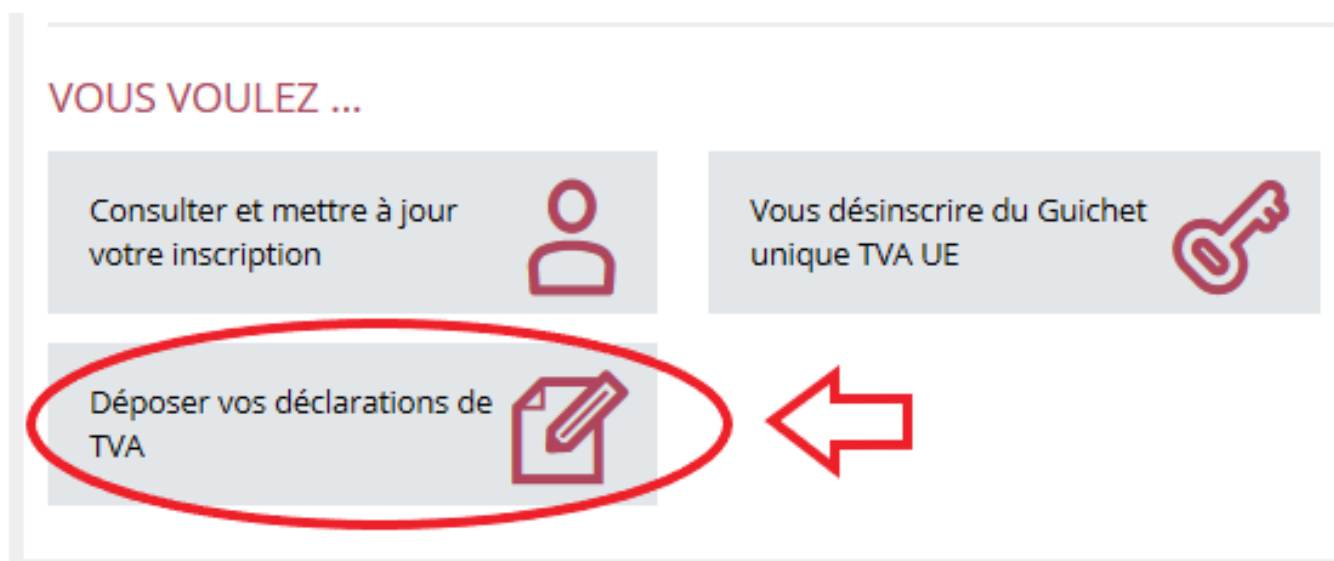 VOUS VOULEZ ...
Consulter et mettre à jour
votre inscription
Vous désinscrire du Guichet
unique TVA UE
Déposer vos déclarations de
TVA